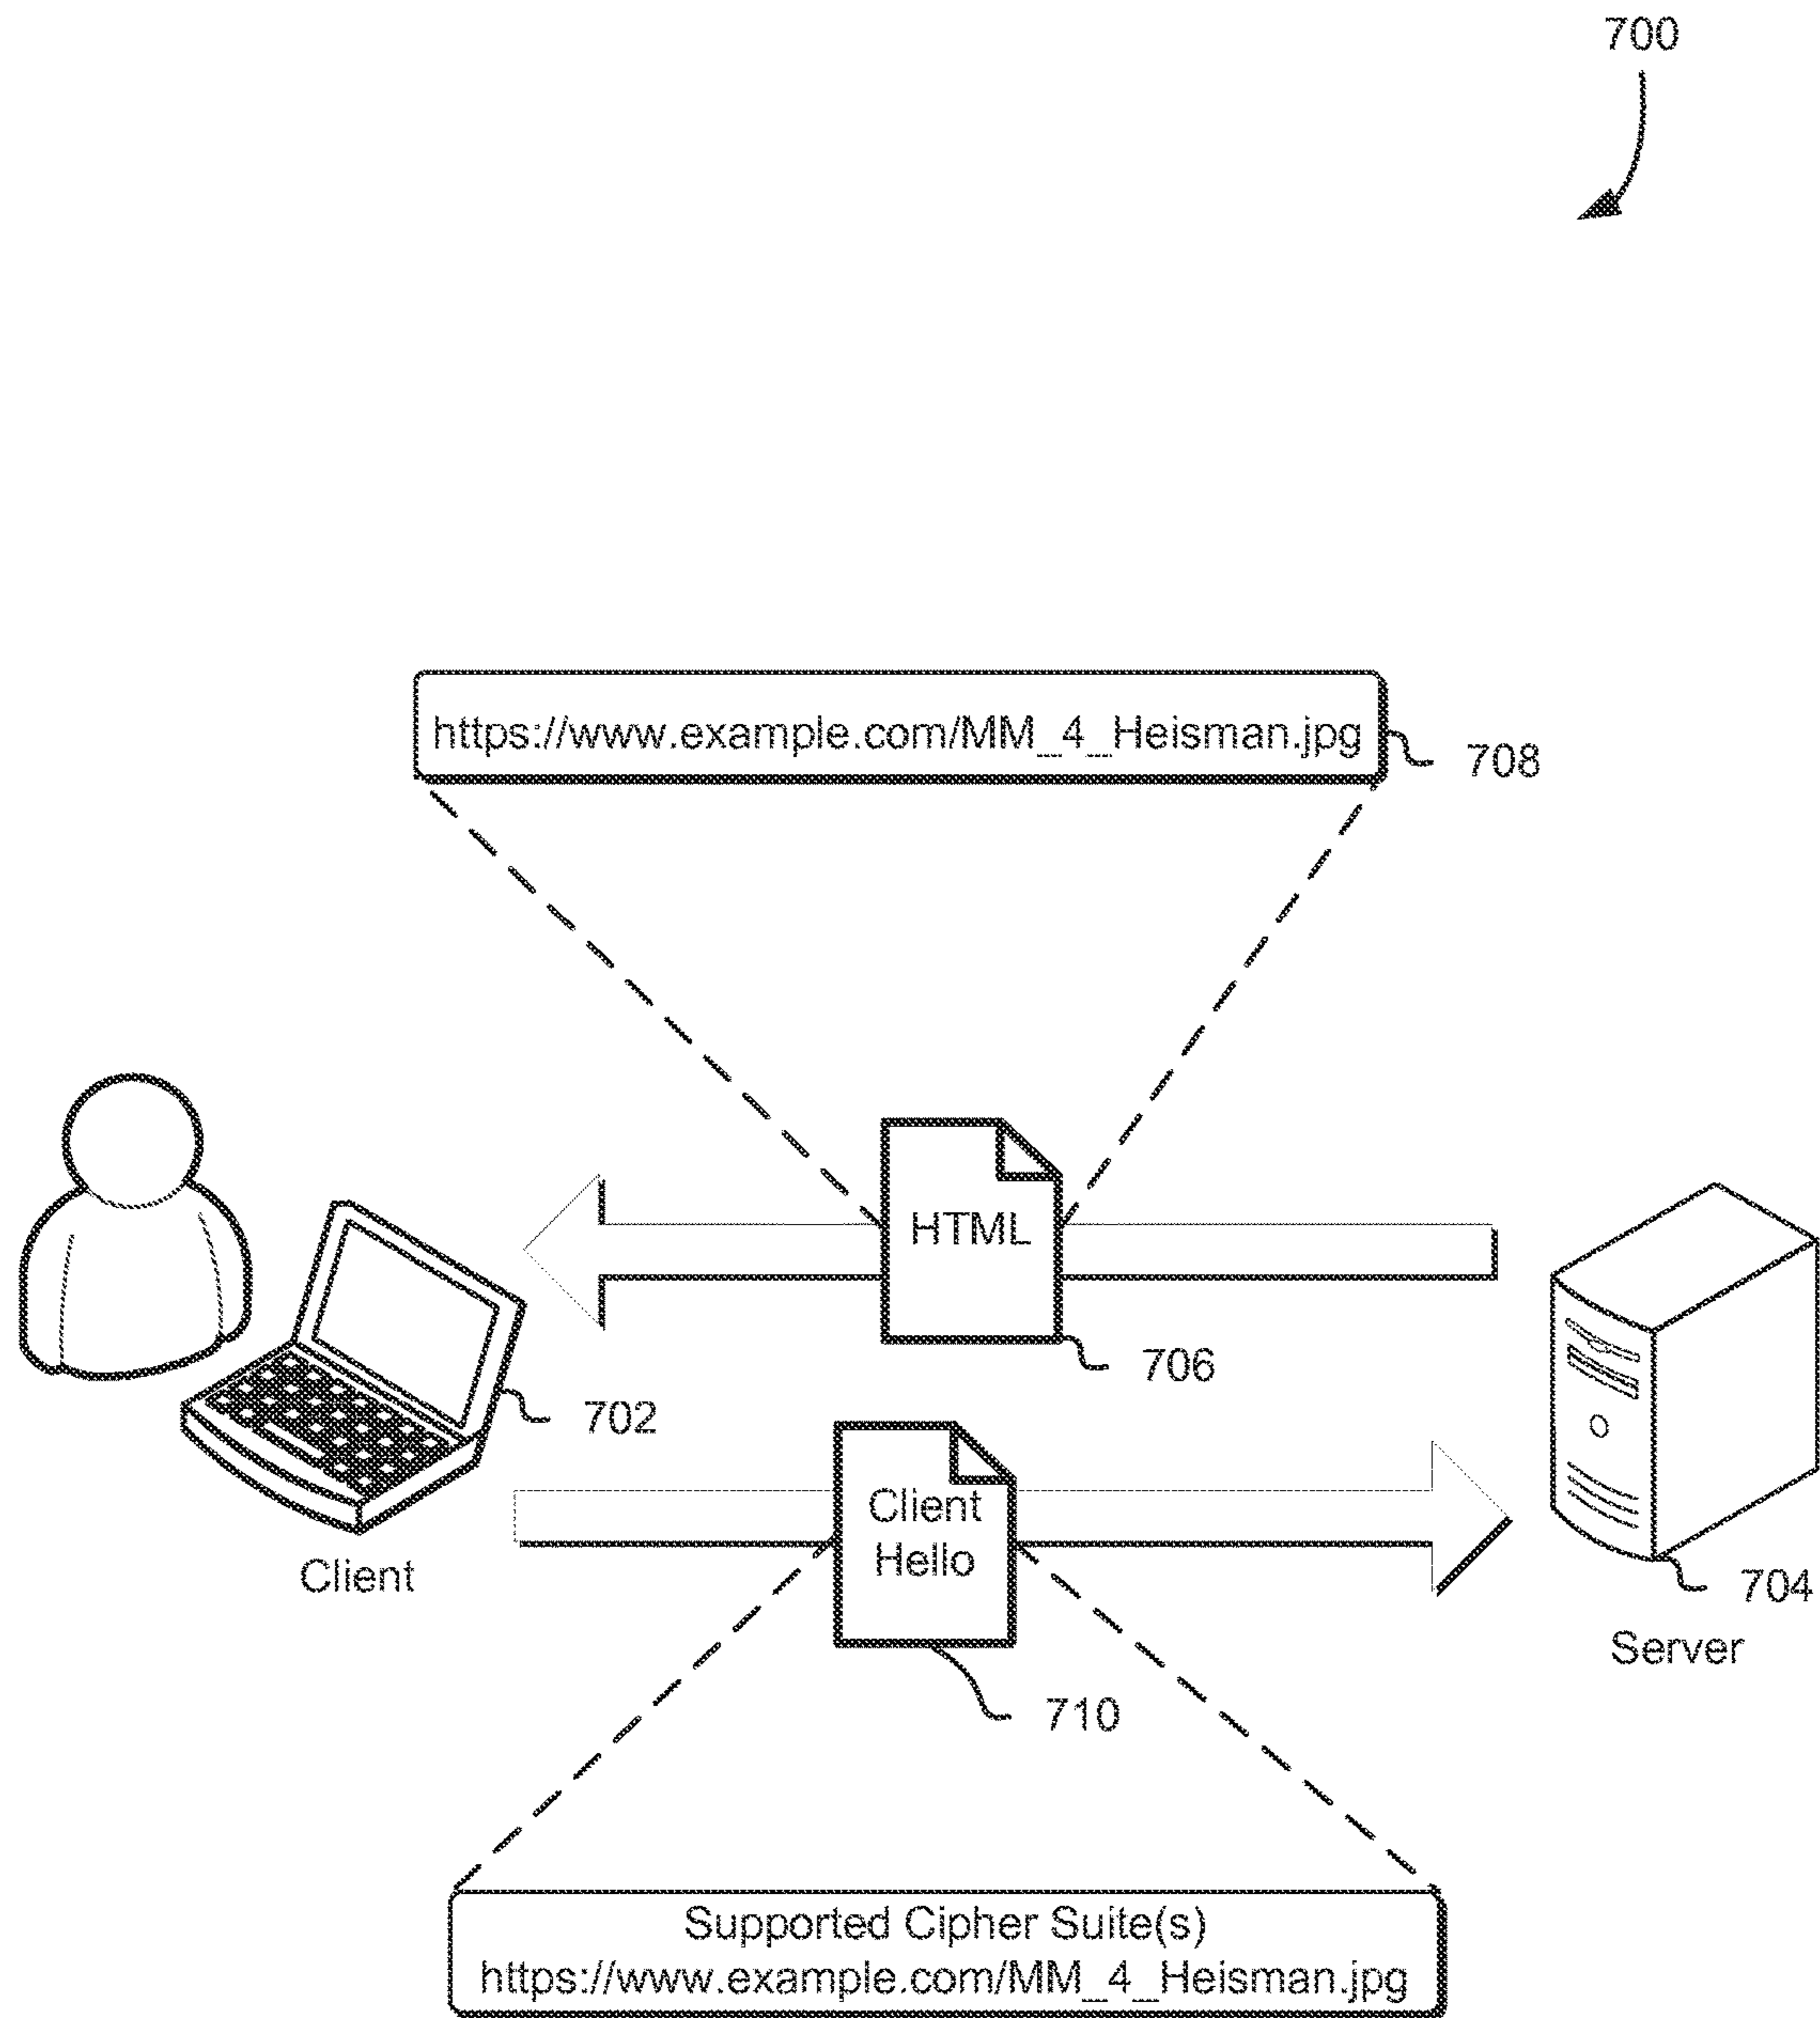 700
https://www.example.com/MM_4_Heisman.jpg
708
HTML
706
702
Client
Hello
Client
704
Server
710
Supported Cipher Suite(s)
https://www.example.com/MM_4_Heisman.jpg